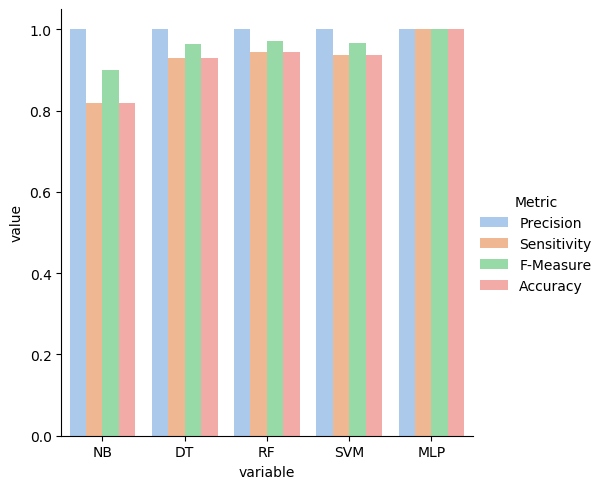 1.0
0.8
0.6
0.4
0.2
0.0
value
NB DT RF SVM MLP
variable
Metric
Precision
Sensitivity
F-Measure
Accuracy